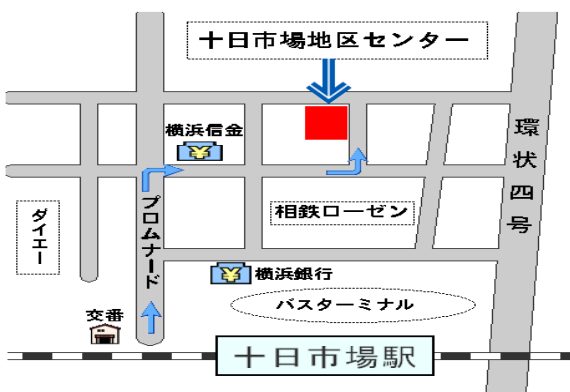 十日市場地区センター
横浜信金
環状四号
プロムナード
ダイエー
相鉄ローゼン
横浜銀行
バスターミナル
交番
十日市場駅